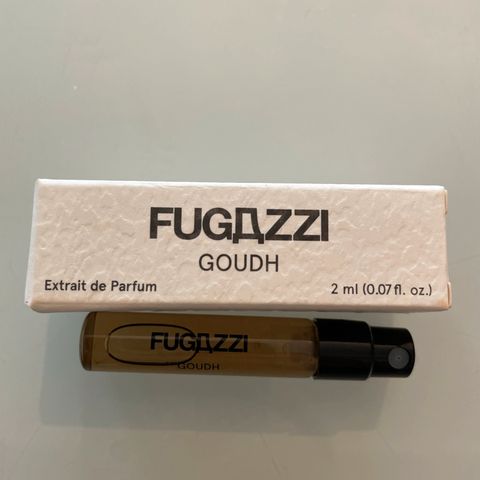 FUGAZZI
GOUDH
Extrait de Parfum
2 ml (0.07 fl. oz.)
FUGAZZI
GOUDH